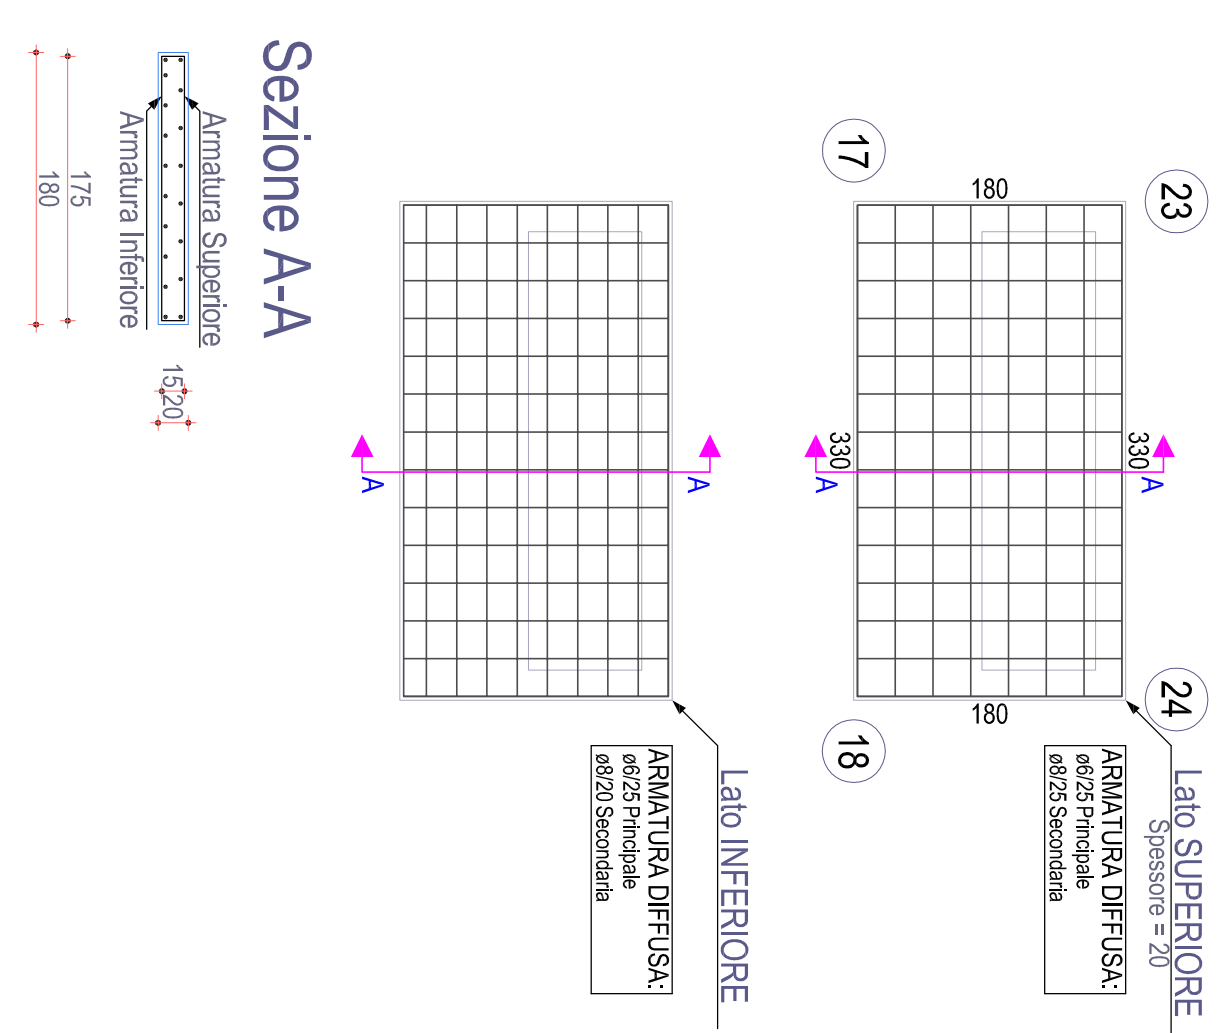 23
24
Lato SUPERIORE
Spessore = 20
330
A
A
ARMATURA DIFFUSA:
ø6/25 Principale
ø8/25 Secondaria
180
180
330
17
18
A
A
Lato INFERIORE
ARMATURA DIFFUSA:
ø6/25 Principale
ø8/20 Secondaria
Sezione A-A
Armatura Superiore
Armatura Inferiore
15
20
175
180